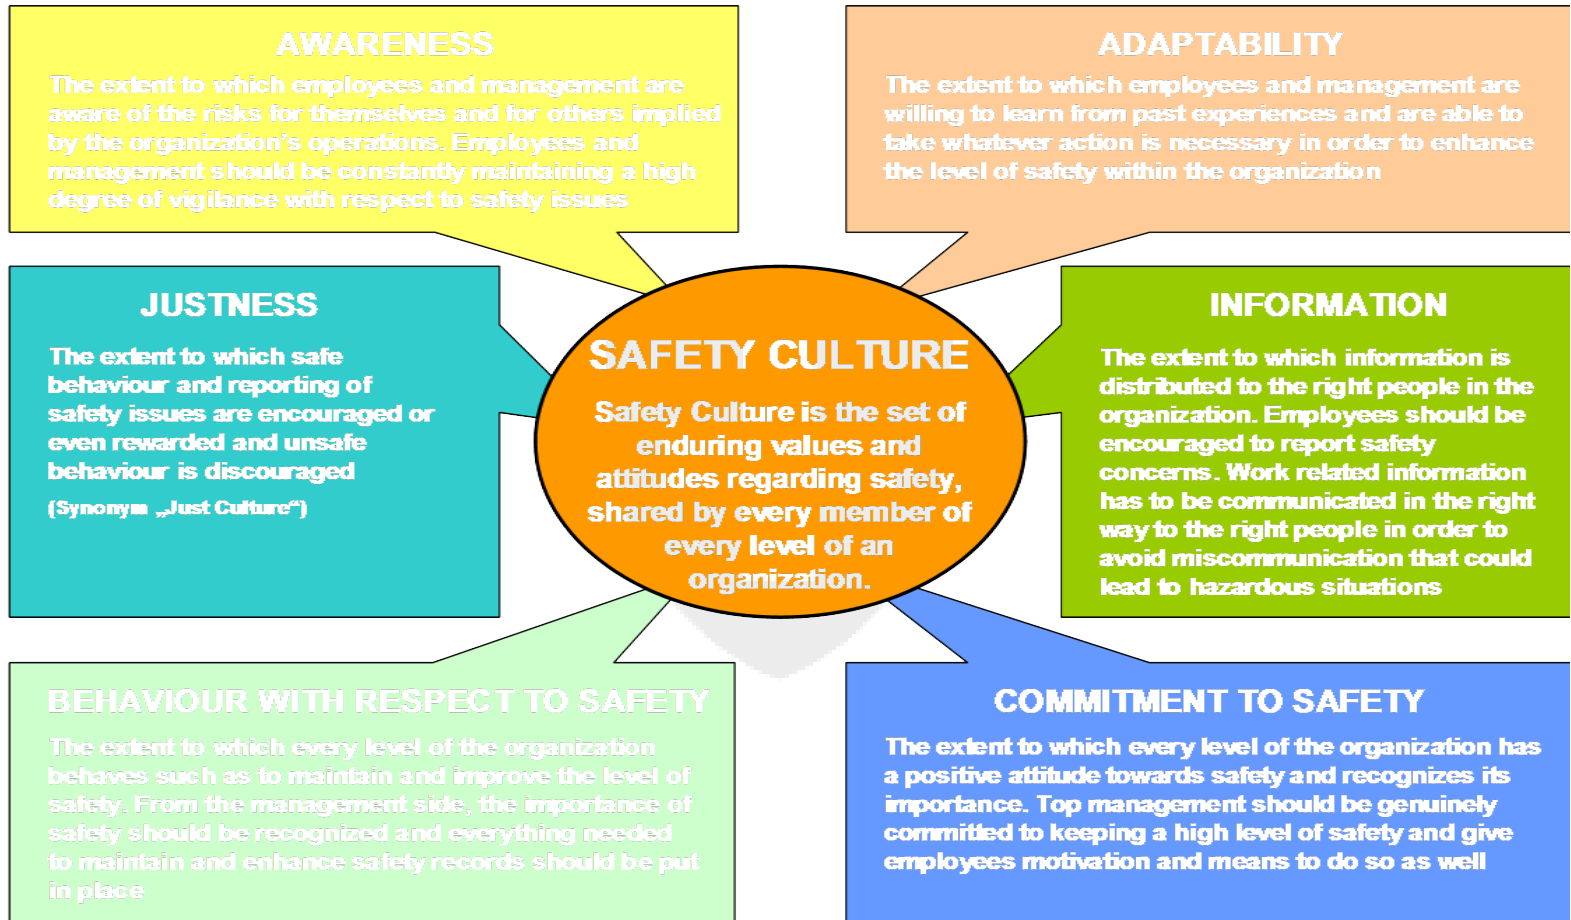 AWARENESS
The extent to which employees and management are
aware of the risks for themselves and for others implied
by the organization's operations. Employees and
management should be constantly maintaining a high
degree of vigilance with respect to safety issues
ADAPTABILITY
The extent to which employees and management are
willing to learn from past experiences and are able to
take whatever action is necessary in order to enhance
the level of safety within the organization
JUSTNESS
The extent to which safe
behaviour and reporting of
safety issues are encouraged or
even rewarded and unsafe
behaviour is discouraged
(Synonym „Just Culture“)
SAFETY CULTURE
Safety Culture is the set of
enduring values and
attitudes regarding safety,
shared by every member of
every level of an
organization.
INFORMATION
The extent to which information is
distributed to the right people in the
organization. Employees should be
encouraged to report safety
concerns. Work related information
has to be communicated in the right
way to the right people in order to
avoid miscommunication that could
lead to hazardous situations
BEHAVIOUR WITH RESPECT TO SAFETY
The extent to which every level of the organization
behaves such as to maintain and improve the level of
safety. From the management side, the importance of
safety should be recognized and everything needed
to maintain and enhance safety records should be put
in place
COMMITMENT TO SAFETY
The extent to which every level of the organization has
a positive attitude towards safety and recognizes its
importance. Top management should be genuinely
committed to keeping a high level of safety and give
employees motivation and means to do so as well